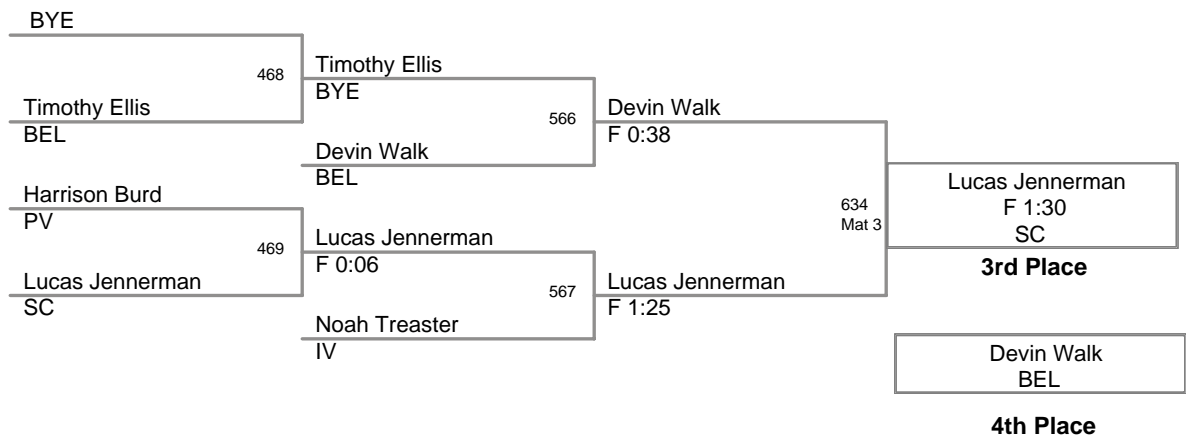 BYE
468
Timothy Ellis
BEL
Timothy Ellis
BYE
566
Devin Walk
BEL
Devin Walk
F 0:38
Harrison Burd
PV
469
Lucas Jennerman
SC
Lucas Jennerman
F 0:06
567
Noah Treaster
IV
Lucas Jennerman
F 1:25
634
Mat 3
Lucas Jennerman
F 1:30
SC
3rd Place
Devin Walk
BEL
4th Place